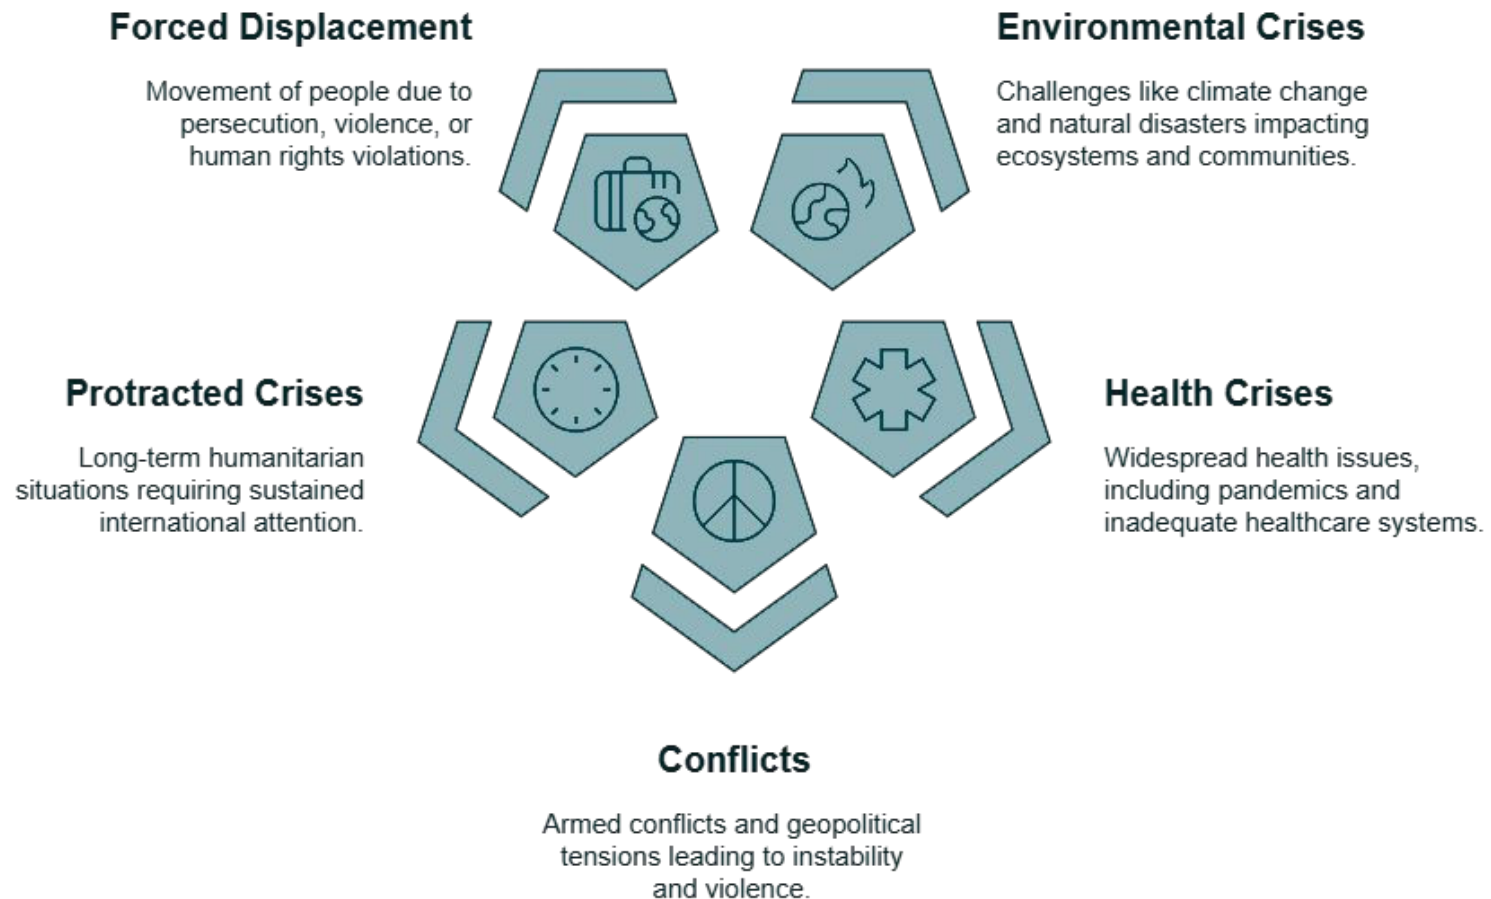 Forced Displacement
Movement of people due to
persecution, violence, or
human rights violations.
Environmental Crises
Challenges like climate change
and natural disasters impacting
ecosystems and communities.
Protracted Crises
Long-term humanitarian
situations requiring sustained
international attention.
Health Crises
Widespread health issues,
including pandemics and
inadequate healthcare systems.
Conflicts
Armed conflicts and geopolitical
tensions leading to instability
and violence.